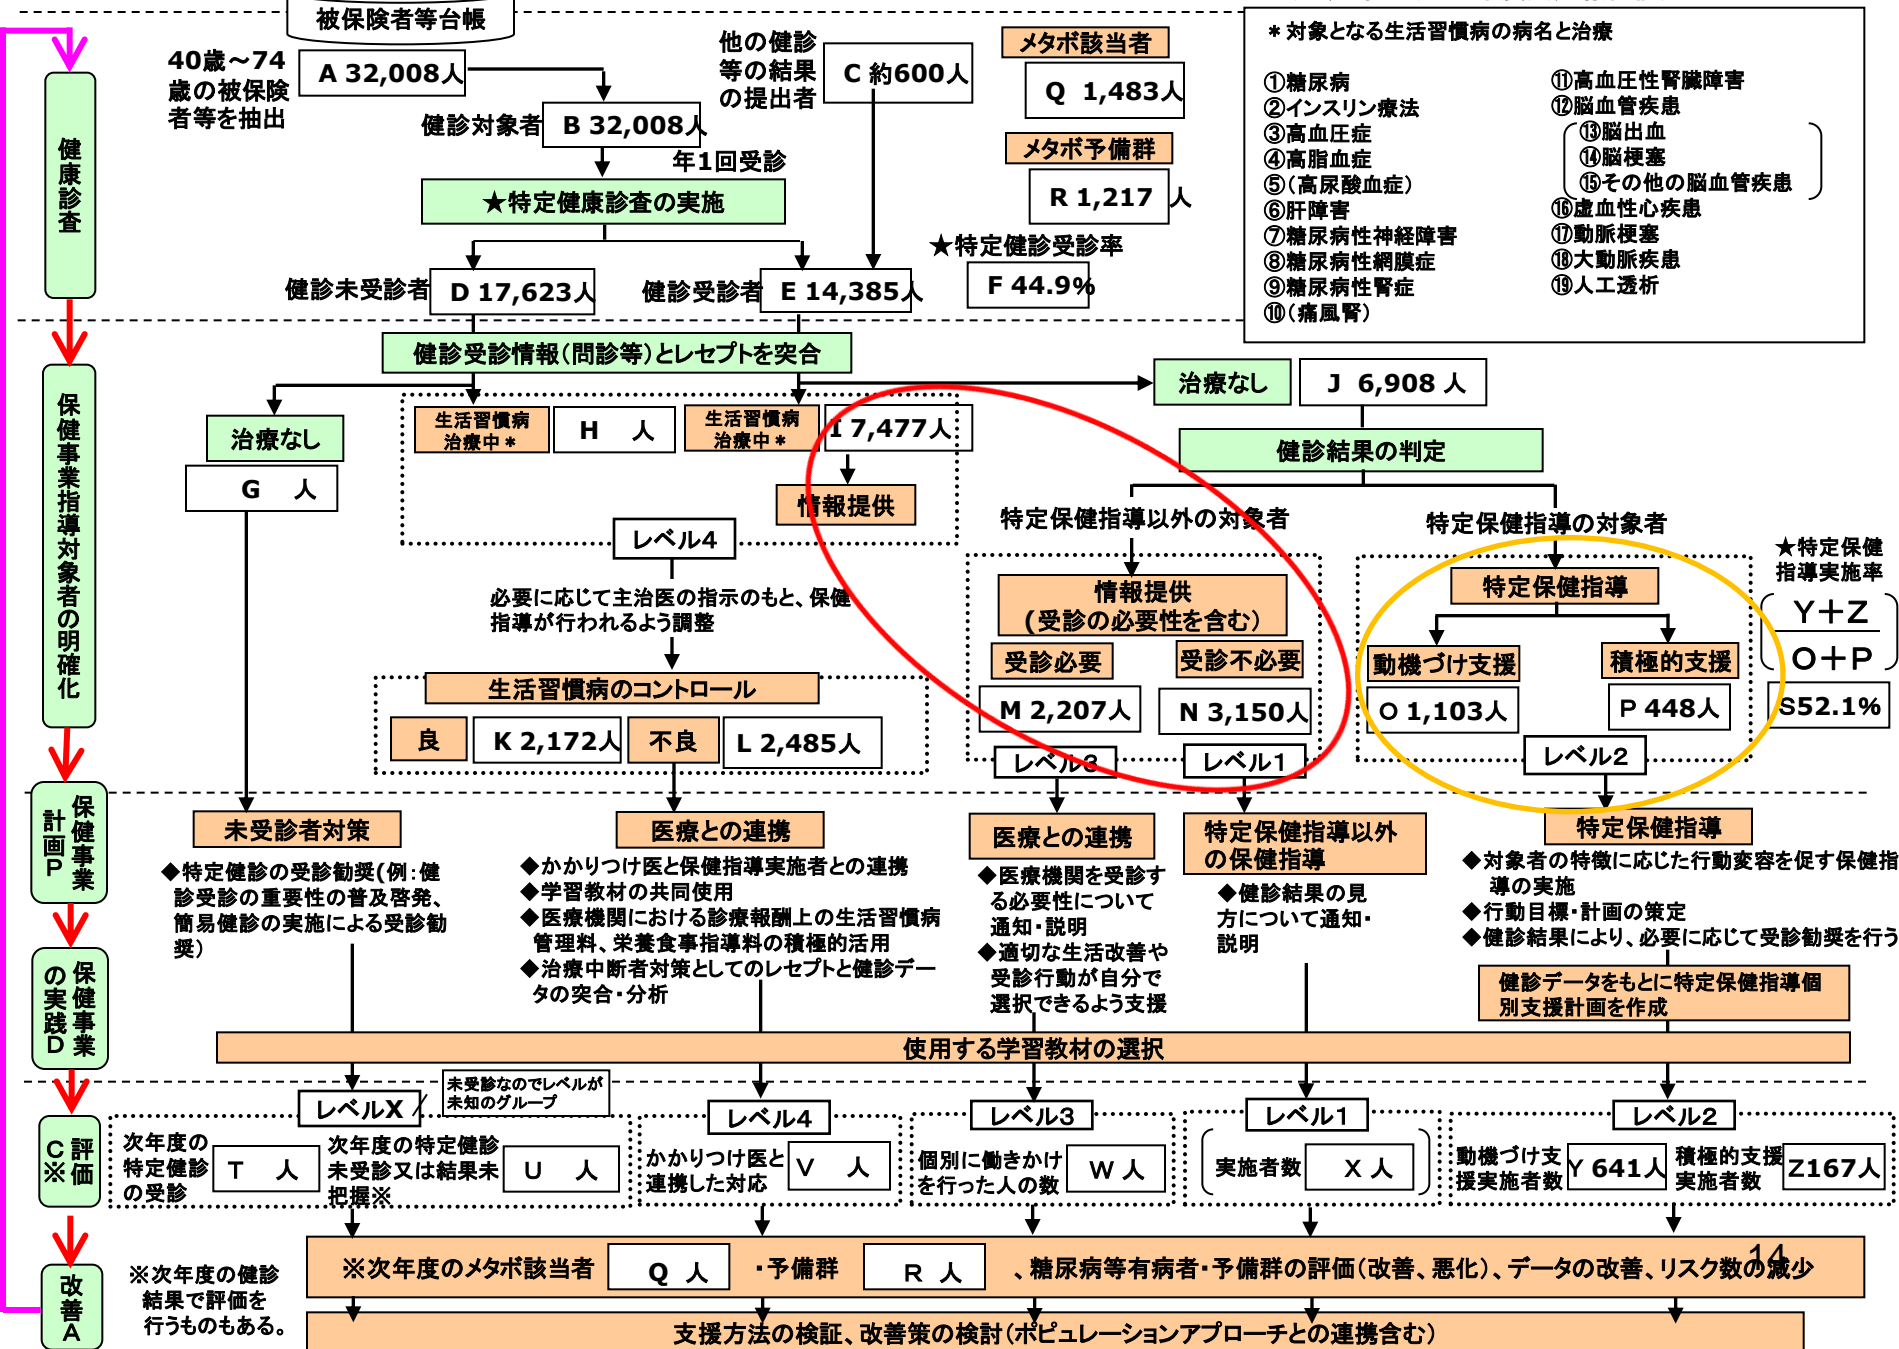 被保険者等台帳
40歳～74
歳の被保険
者等を抽出
A 32,008人
健診対象者
B 32,008人
年1回受診
他の健診
等の結果
の提出者
C 約600人
メタボ該当者
Q 1,483人
メタボ予備群
R 1,217 人
★特定健診受診率
F 44.9%
★特定健康診査の実施
健診未受診者
D 17,623人
健診受診者
E 14,385人
*対象となる生活習慣病の病名と治療
①糖尿病
②インスリン療法
③高血圧症
④高脂血症
⑤(高尿酸血症)
⑥肝障害
⑦糖尿病性神経障害
⑧糖尿病性網膜症
⑨糖尿病性腎症
⑩(痛風腎)
⑪高血圧性腎臓障害
⑫脳血管疾患
⑬脳出血
⑭脳梗塞
⑮その他の脳血管疾患
⑯虚血性心疾患
⑰動脈梗塞
⑱大動脈疾患
⑲人工透析
健康診査
健診受診情報(問診等)とレセプトを突合
治療なし
G 人
生活習慣病
治療中*
H 人
生活習慣病
治療中*
I 7,477人
情報提供
レベル4
治療なし
J 6,908 人
健診結果の判定
特定保健指導以外の対象者
特定保健指導の対象者
必要に応じて主治医の指示のもと、保健
指導が行われるよう調整
生活習慣病のコントロール
良
K 2,172人
不良
L 2,485人
情報提供
(受診の必要性を含む)
受診必要
受診不必要
M 2,207人
N 3,150人
レベル3
レベル1
特定保健指導
動機づけ支援
積極的支援
O 1,103人
P 448人
レベル2
★特定保健
指導実施率
Y+Z
O+P
S52.1%
保健事業指導対象者の明確化
保健事業
計画P
未受診者対策
◆特定健診の受診勧奨(例:健
診受診の重要性の普及啓発、
簡易健診の実施による受診勧
奨)
医療との連携
◆かかりつけ医と保健指導実施者との連携
◆学習教材の共同使用
◆医療機関における診療報酬上の生活習慣病
管理料、栄養食事指導料の積極的活用
◆治療中断者対策としてのレセプトと健診デー
タの突合・分析
医療との連携
◆医療機関を受診す
る必要性について
通知・説明
◆適切な生活改善や
受診行動が自分で
選択できるよう支援
特定保健指導以外
の保健指導
◆健診結果の見
方について通知・
説明
特定保健指導
◆対象者の特徴に応じた行動変容を促す保健指
導の実施
◆行動目標・計画の策定
◆健診結果により、必要に応じて受診勧奨を行う
健診データをもとに特定保健指導個
別支援計画を作成
保健事業
の実践D
使用する学習教材の選択
レベルX
未受診なのでレベルが
未知のグループ
レベル4
レベル3
レベル1
レベル2
評価
C※
次年度の
特定健診
の受診
T 人
次年度の特定健診
未受診又は結果未
把握※
U 人
かかりつけ医と
連携した対応
V 人
個別に働きかけ
を行った人の数
W 人
実施者数
X 人
動機づけ支
援実施者数
Y 641人
積極的支援
実施者数
Z167人
改善A
※次年度の健診
結果で評価を
行うものもある。
※次年度のメタボ該当者 Q 人 ・予備群 R 人 、糖尿病等有病者・予備群の評価(改善、悪化)、データの改善、リスク数の減少
14
支援方法の検証、改善策の検討(ポピュレーションアプローチとの連携含む)